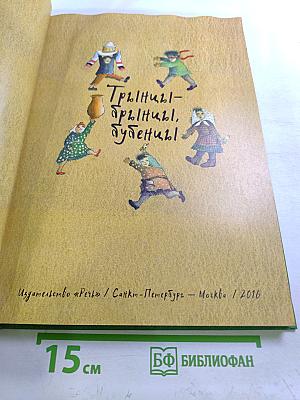 Трынцы-
брынцы,
бубенцы
Издательство «Речь» / Санкт-Петербург — Москва / 2016
15 см
БФ БИБЛИОФАН